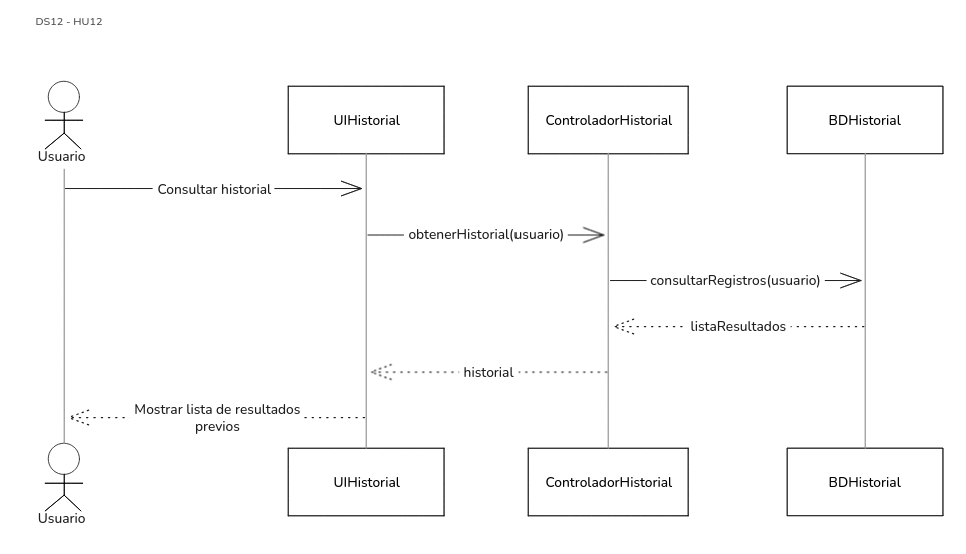 DS12 - HU12
Usuario
UIHistorial
ControladorHistorial
BDHistorial
Consultar historial
obtenerHistorial(usuario)
consultarRegistros(usuario)
listaResultados
historial
Mostrar lista de resultados
previos
Usuario
UIHistorial
ControladorHistorial
BDHistorial